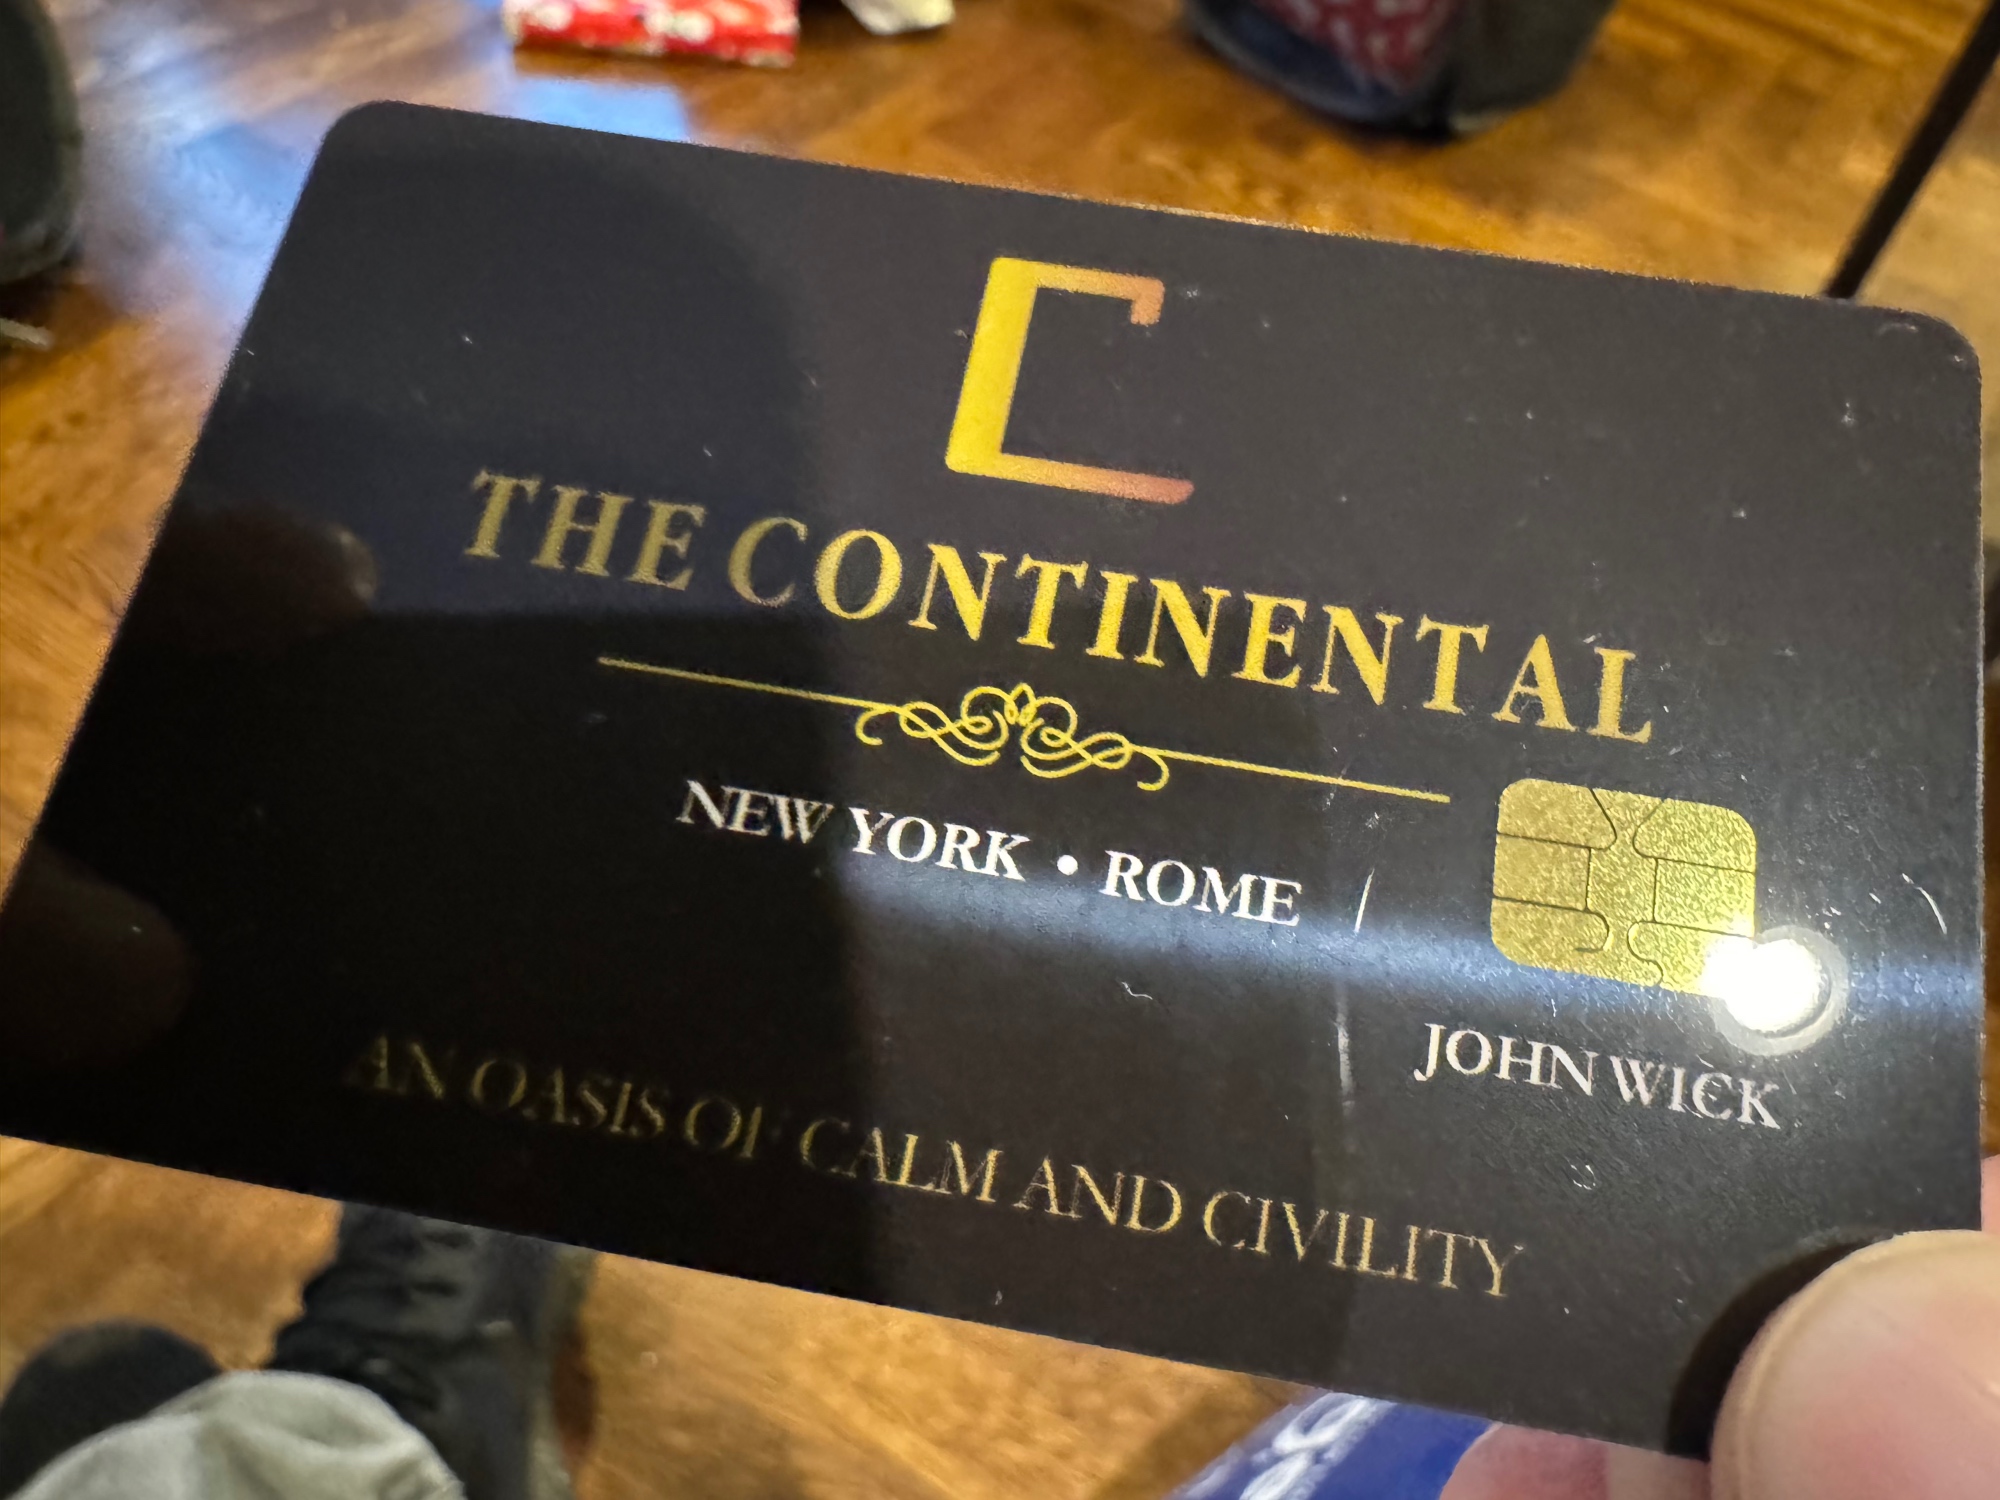 C
THE CONTINENTAL
NEW YORK • ROME
JOHN WICK
AN OASIS OF CALM AND CIVILITY